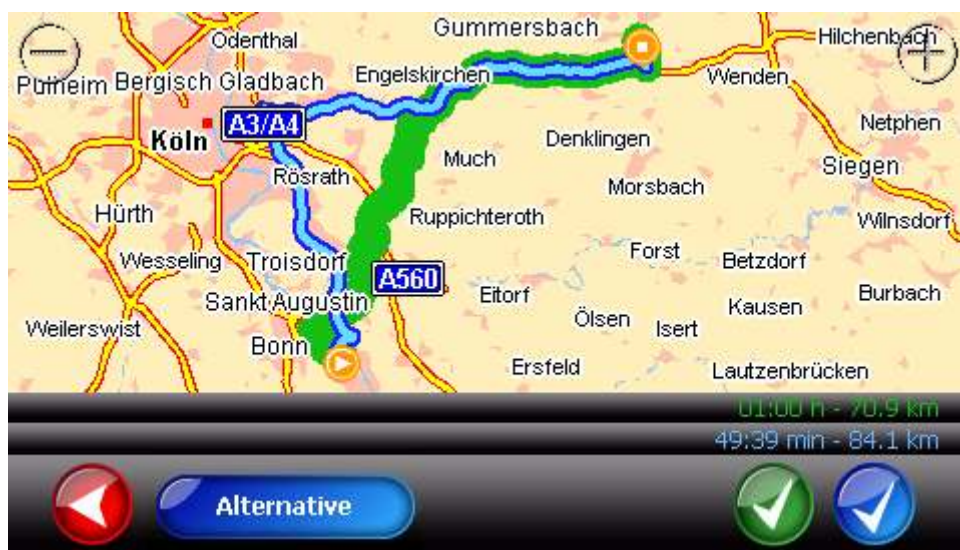 Gummersbach
Odenthal
Hilchenbach
Pulheim
Bergisch Gladbach
Engelskirchen
Wenden
A3/A4
Köln
Denklingen
Netphen
Much
Siegen
Rösrath
Morsbach
Hürth
Ruppichteroth
Wilnsdorf
Wesseling
Troisdorf
Forst
Betzdorf
A560
Sankt Augustin
Eitorf
Burbach
Kausen
Ölsen
Isert
Weilerswist
Bonn
Ersfeld
Lautzenbrücken
01:00 h - 70.9 km
49:39 min - 84.1 km
Alternative